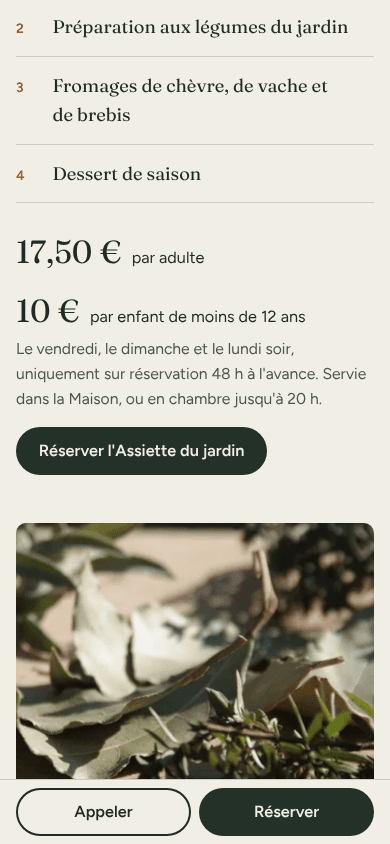 2 Préparation aux légumes du jardin
3 Fromages de chèvre, de vache et
de brebis
4 Dessert de saison
17,50 € par adulte
10 € par enfant de moins de 12 ans
Le vendredi, le dimanche et le lundi soir,
uniquement sur réservation 48 h à l'avance. Servie
dans la Maison, ou en chambre jusqu'à 20 h.
Réserver l'Assiette du jardin
Appeler Réserver